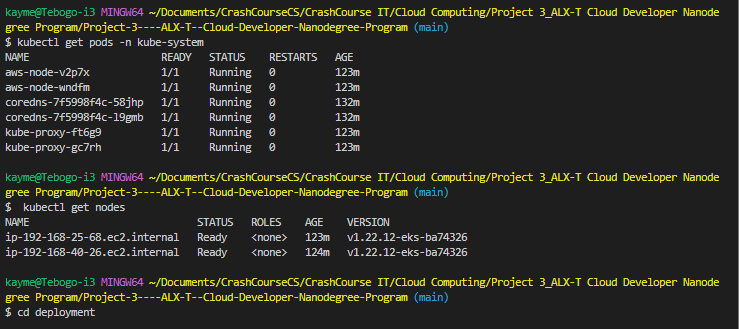 kayme@Tebogo-i3 MINGW64 ~/Documents/CrashCourseCS/CrashCourse IT/Cloud Computing/Project 3_ALX-T Cloud Developer Nanode
gree Program/Project-3----ALX-T--Cloud-Developer-Nanodegree-Program (main)
$ kubectl get pods -n kube-system
NAME READY STATUS RESTARTS AGE
aws-node-v2p7x 1/1 Running 0 123m
aws-node-wndfm 1/1 Running 0 123m
coredns-7f5998f4c-58jhp 1/1 Running 0 132m
coredns-7f5998f4c-l9gmb 1/1 Running 0 132m
kube-proxy-ft6g9 1/1 Running 0 123m
kube-proxy-gc7rh 1/1 Running 0 123m
kayme@Tebogo-i3 MINGW64 ~/Documents/CrashCourseCS/CrashCourse IT/Cloud Computing/Project 3_ALX-T Cloud Developer Nanode
gree Program/Project-3----ALX-T--Cloud-Developer-Nanodegree-Program (main)
$  kubectl get nodes
NAME STATUS ROLES AGE VERSION
ip-192-168-25-68.ec2.internal Ready <none> 123m v1.22.12-eks-ba74326
ip-192-168-40-26.ec2.internal Ready <none> 124m v1.22.12-eks-ba74326
kayme@Tebogo-i3 MINGW64 ~/Documents/CrashCourseCS/CrashCourse IT/Cloud Computing/Project 3_ALX-T Cloud Developer Nanode
gree Program/Project-3----ALX-T--Cloud-Developer-Nanodegree-Program (main)
$ cd deployment